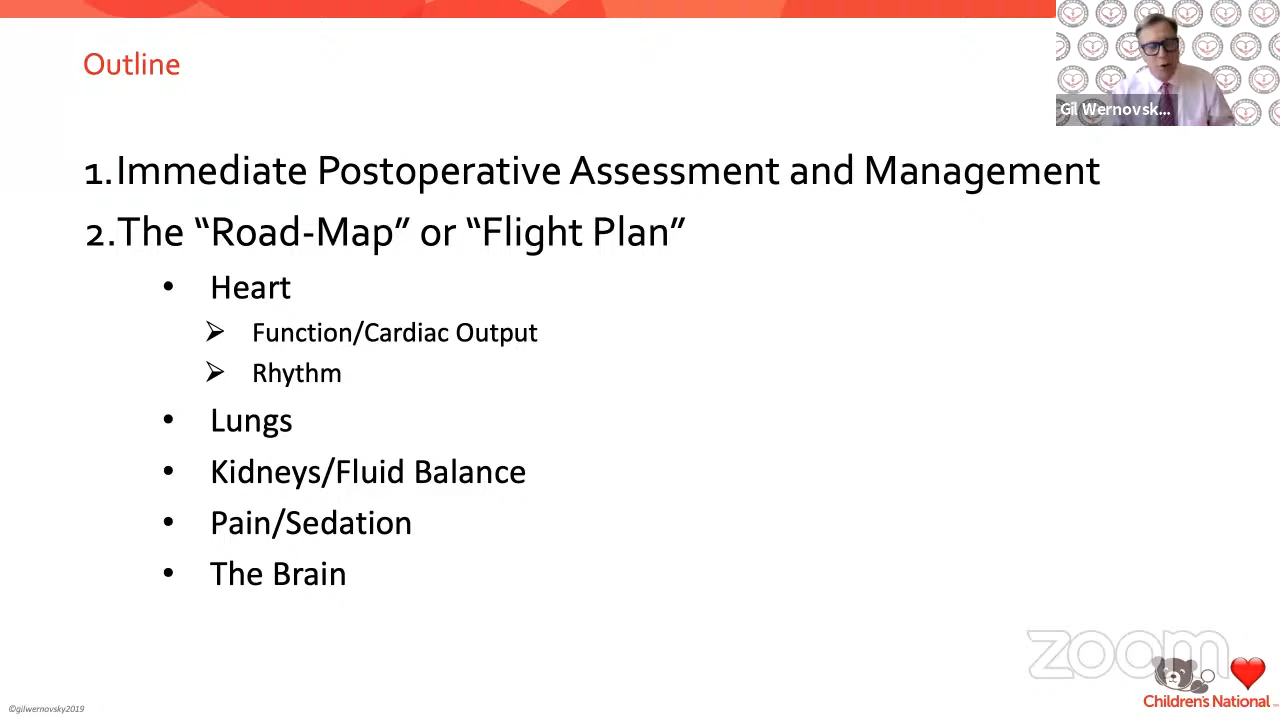 Outline
Gil Wernovsk...
1.Immediate Postoperative Assessment and Management
2.The “Road-Map” or “Flight Plan”
• Heart
➢ Function/Cardiac Output
➢ Rhythm
• Lungs
• Kidneys/Fluid Balance
• Pain/Sedation
• The Brain
zoom
Children's National
©gilwernovsky2019